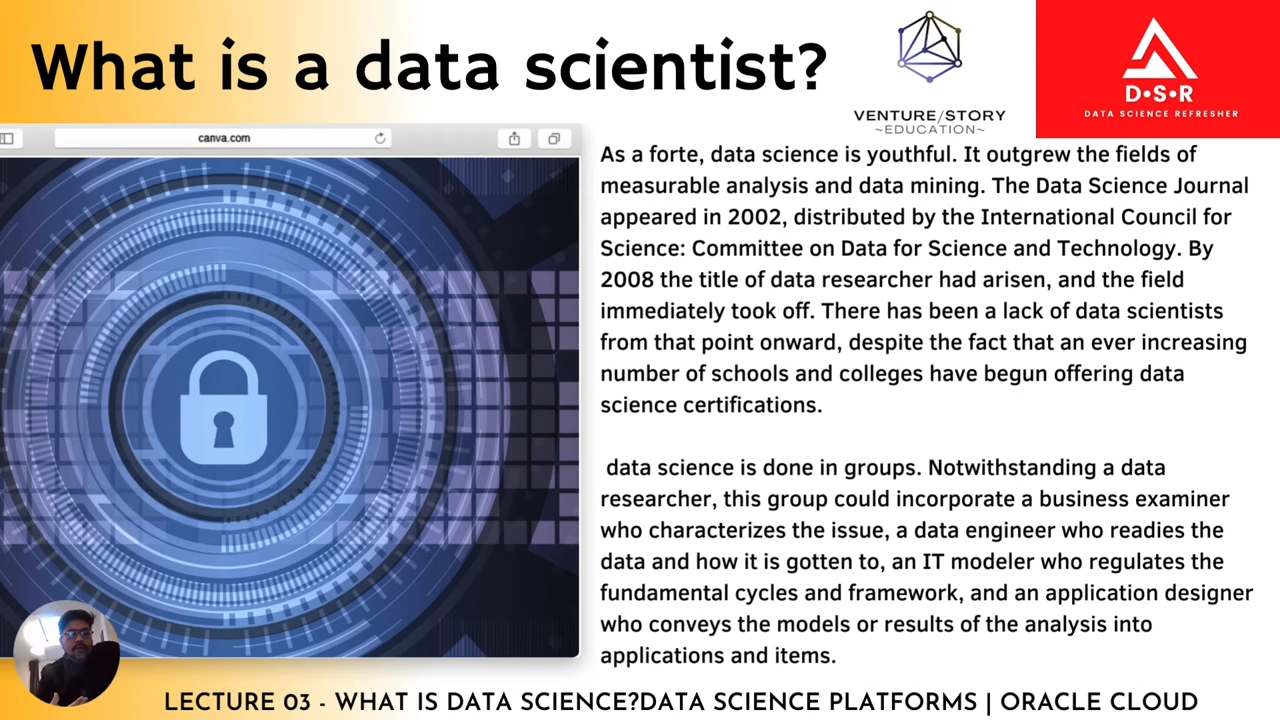 What is a data scientist?
VENTURE/STORY
~EDUCATION~
D•S•R
DATA SCIENCE REFRESHER
canva.com
As a forte, data science is youthful. It outgrew the fields of
measurable analysis and data mining. The Data Science Journal
appeared in 2002, distributed by the International Council for
Science: Committee on Data for Science and Technology. By
2008 the title of data researcher had arisen, and the field
immediately took off. There has been a lack of data scientists
from that point onward, despite the fact that an ever increasing
number of schools and colleges have begun offering data
science certifications.
data science is done in groups. Notwithstanding a data
researcher, this group could incorporate a business examiner
who characterizes the issue, a data engineer who readies the
data and how it is gotten to, an IT modeler who regulates the
fundamental cycles and framework, and an application designer
who conveys the models or results of the analysis into
applications and items.
LECTURE 03 - WHAT IS DATA SCIENCE?DATA SCIENCE PLATFORMS | ORACLE CLOUD